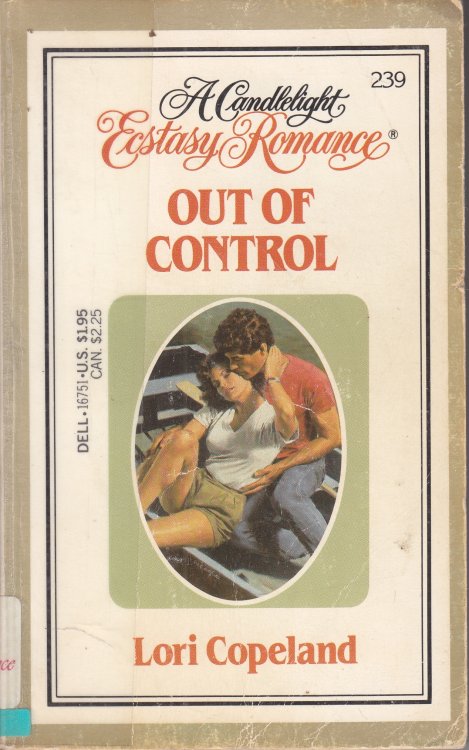 239
A Candlelight
Ecstasy Romance®
OUT OF
CONTROL
DELL • 16751 • U.S. $1.95
CAN. $2.25
Lori Copeland